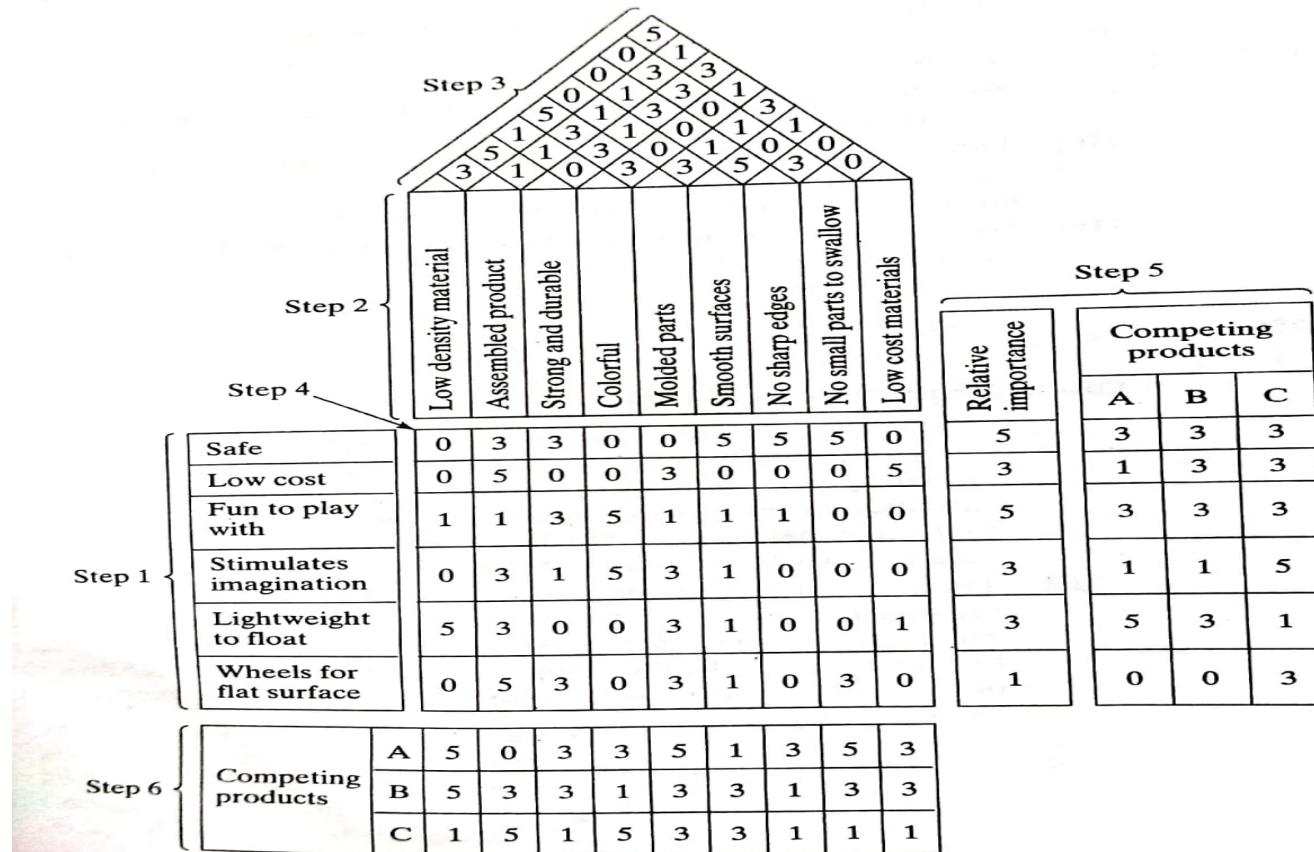 5
0 1
0 3 3
Step 3
0 1 3 1
5 1 3 0 3
1 3 1 0 1 1
5 1 3 0 1 0 0
3 1 0 3 3 5 3 0
Step 2
Low density material
Assembled product
Strong and durable
Colorful
Molded parts
Smooth surfaces
No sharp edges
No small parts to swallow
Low cost materials
Step 5
Relative
importance
Competing
products
A B C
Step 4
Step 1
Safe 0 3 3 0 0 5 5 5 0 5 3 3 3
Low cost 0 5 0 0 3 0 0 0 5 3 1 3 3
Fun to play
with 1 1 3 5 1 1 1 0 0 5 3 3 3
Stimulates
imagination 0 3 1 5 3 1 0 0 0 3 1 1 5
Lightweight
to float 5 3 0 0 3 1 0 0 1 3 5 3 1
Wheels for
flat surface 0 5 3 0 3 1 0 3 0 1 0 0 3
Step 6
Competing
products
A 5 0 3 3 5 1 3 5 3
B 5 3 3 1 3 3 1 3 3
C 1 5 1 5 3 3 1 1 1